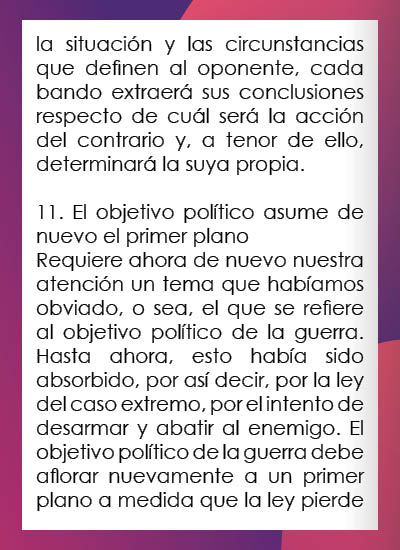 la situación y las circunstancias
que definen al oponente, cada
bando extraerá sus conclusiones
respecto de cuál será la acción
del contrario y, a tenor de ello,
determinará la suya propia.
11. El objetivo político asume de
nuevo el primer plano
Requiere ahora de nuevo nuestra
atención un tema que habíamos
obviado, o sea, el que se refiere
al objetivo político de la guerra.
Hasta ahora, esto había sido
absorbido, por así decir, por la ley
del caso extremo, por el intento de
desarmar y abatir al enemigo. El
objetivo político de la guerra debe
aflorar nuevamente a un primer
plano a medida que la ley pierde